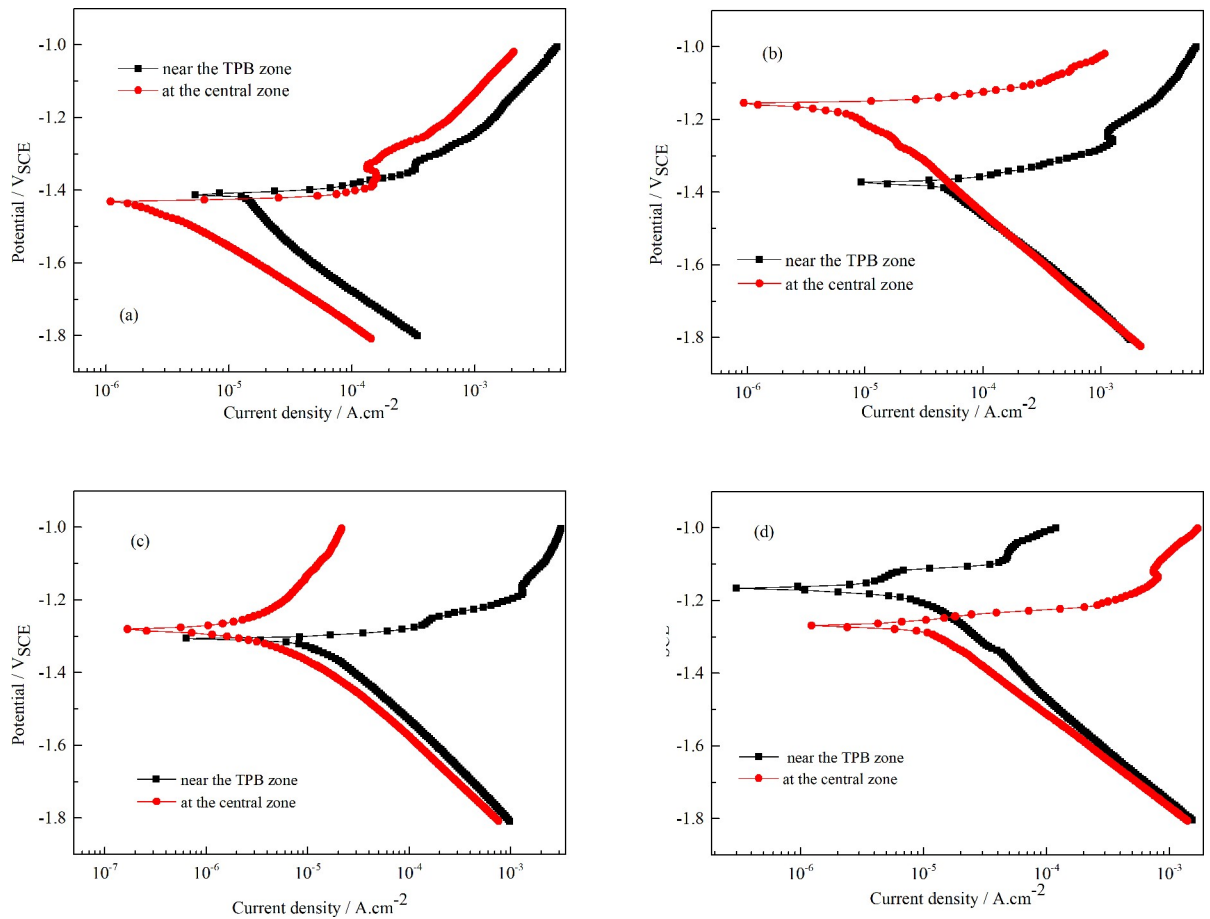 -1.0
near the TPB zone
at the central zone
-1.2
-1.4
-1.6
-1.8
Potential / V_SCE
(a)
10^-6 10^-5 10^-4 10^-3
Current density / A.cm^-2
-1.0
(b)
-1.2
-1.4
-1.6
-1.8
Potential / V_SCE
near the TPB zone
at the central zone
10^-6 10^-5 10^-4 10^-3
Current density / A.cm^-2
-1.0
(c)
-1.2
-1.4
-1.6
-1.8
Potential / V_SCE
near the TPB zone
at the central zone
10^-7 10^-6 10^-5 10^-4 10^-3
Current density / A.cm^-2
-1.0
(d)
-1.2
-1.4
-1.6
-1.8
near the TPB zone
at the central zone
10^-5 10^-4 10^-3
Current density / A.cm^-2